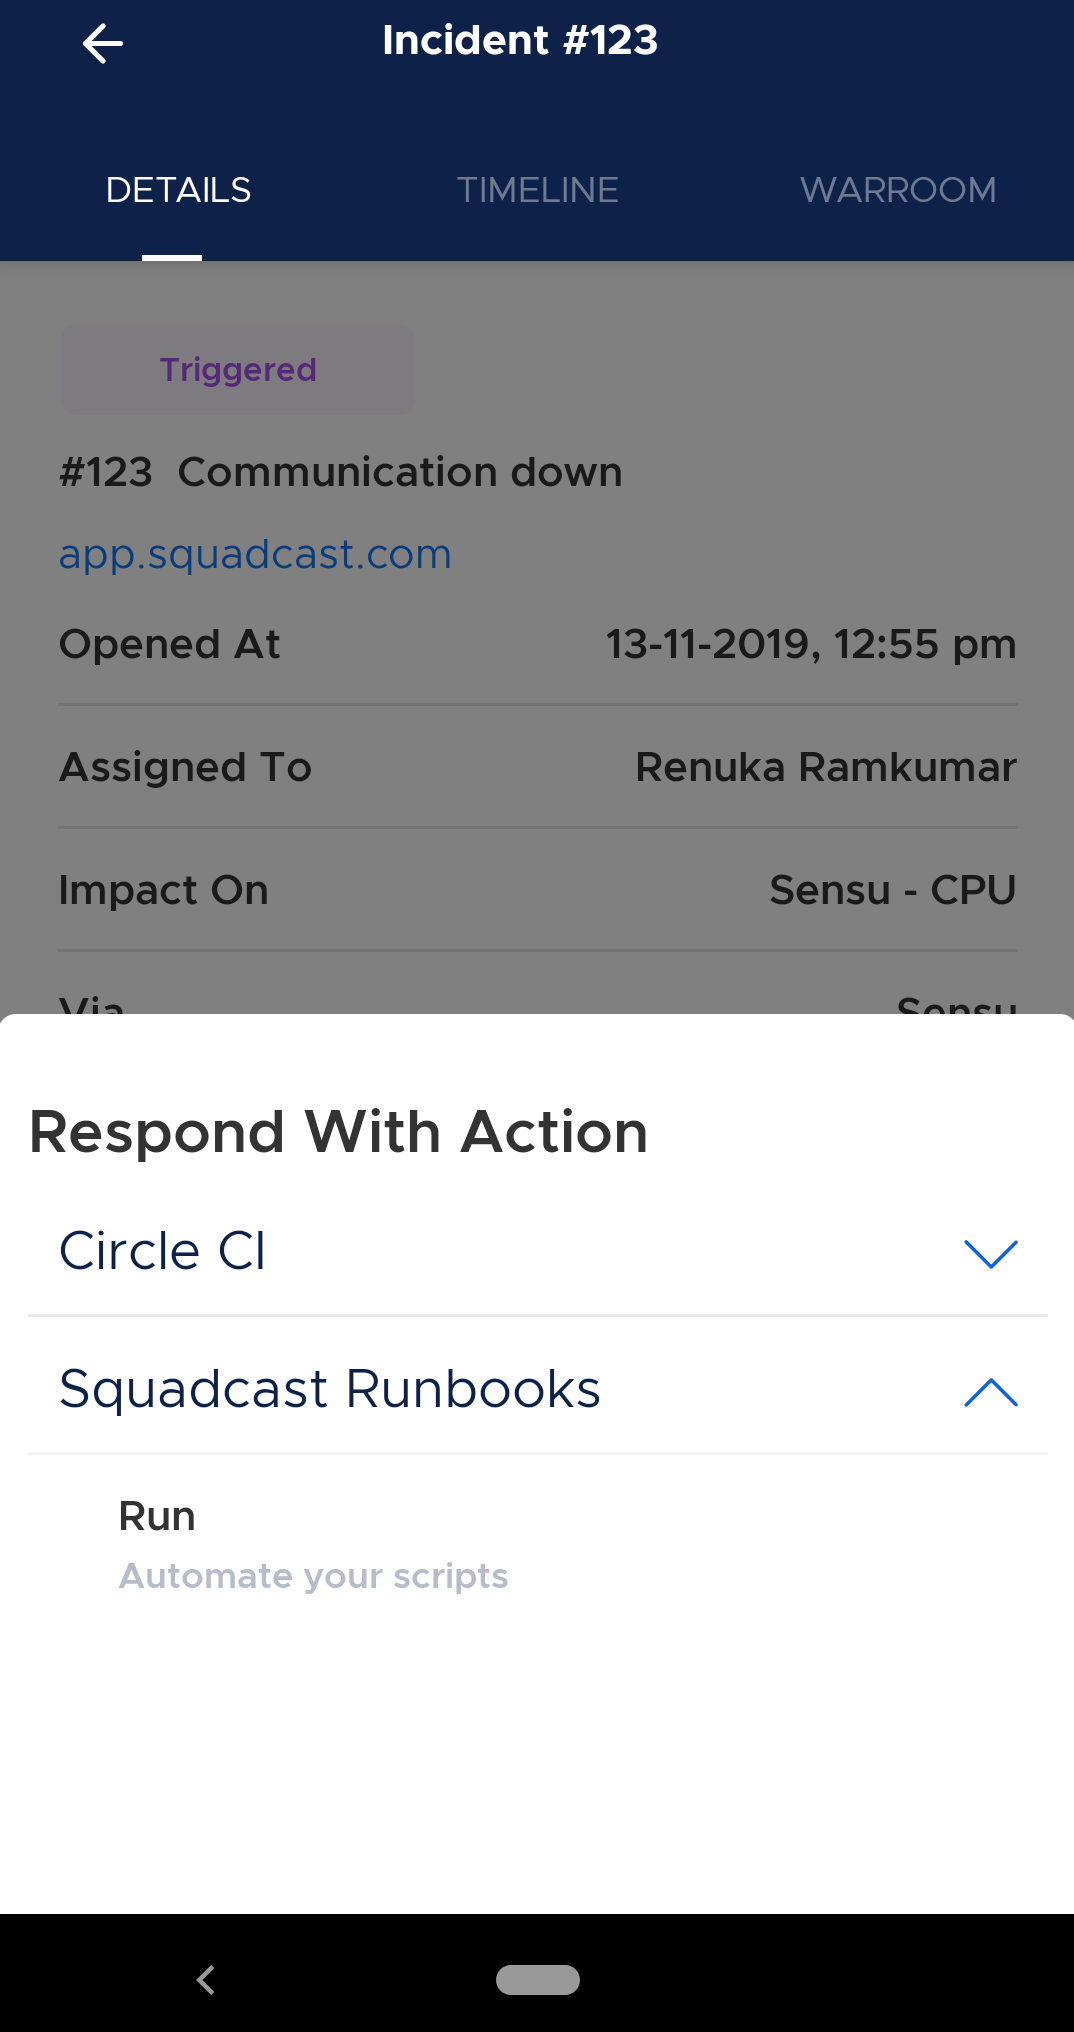 Incident #123
DETAILS TIMELINE WARROOM
Triggered
#123 Communication down
app.squadcast.com
Opened At 13-11-2019, 12:55 pm
Assigned To Renuka Ramkumar
Impact On Sensu - CPU
Via Sensu
Respond With Action
Circle CI
Squadcast Runbooks
Run
Automate your scripts